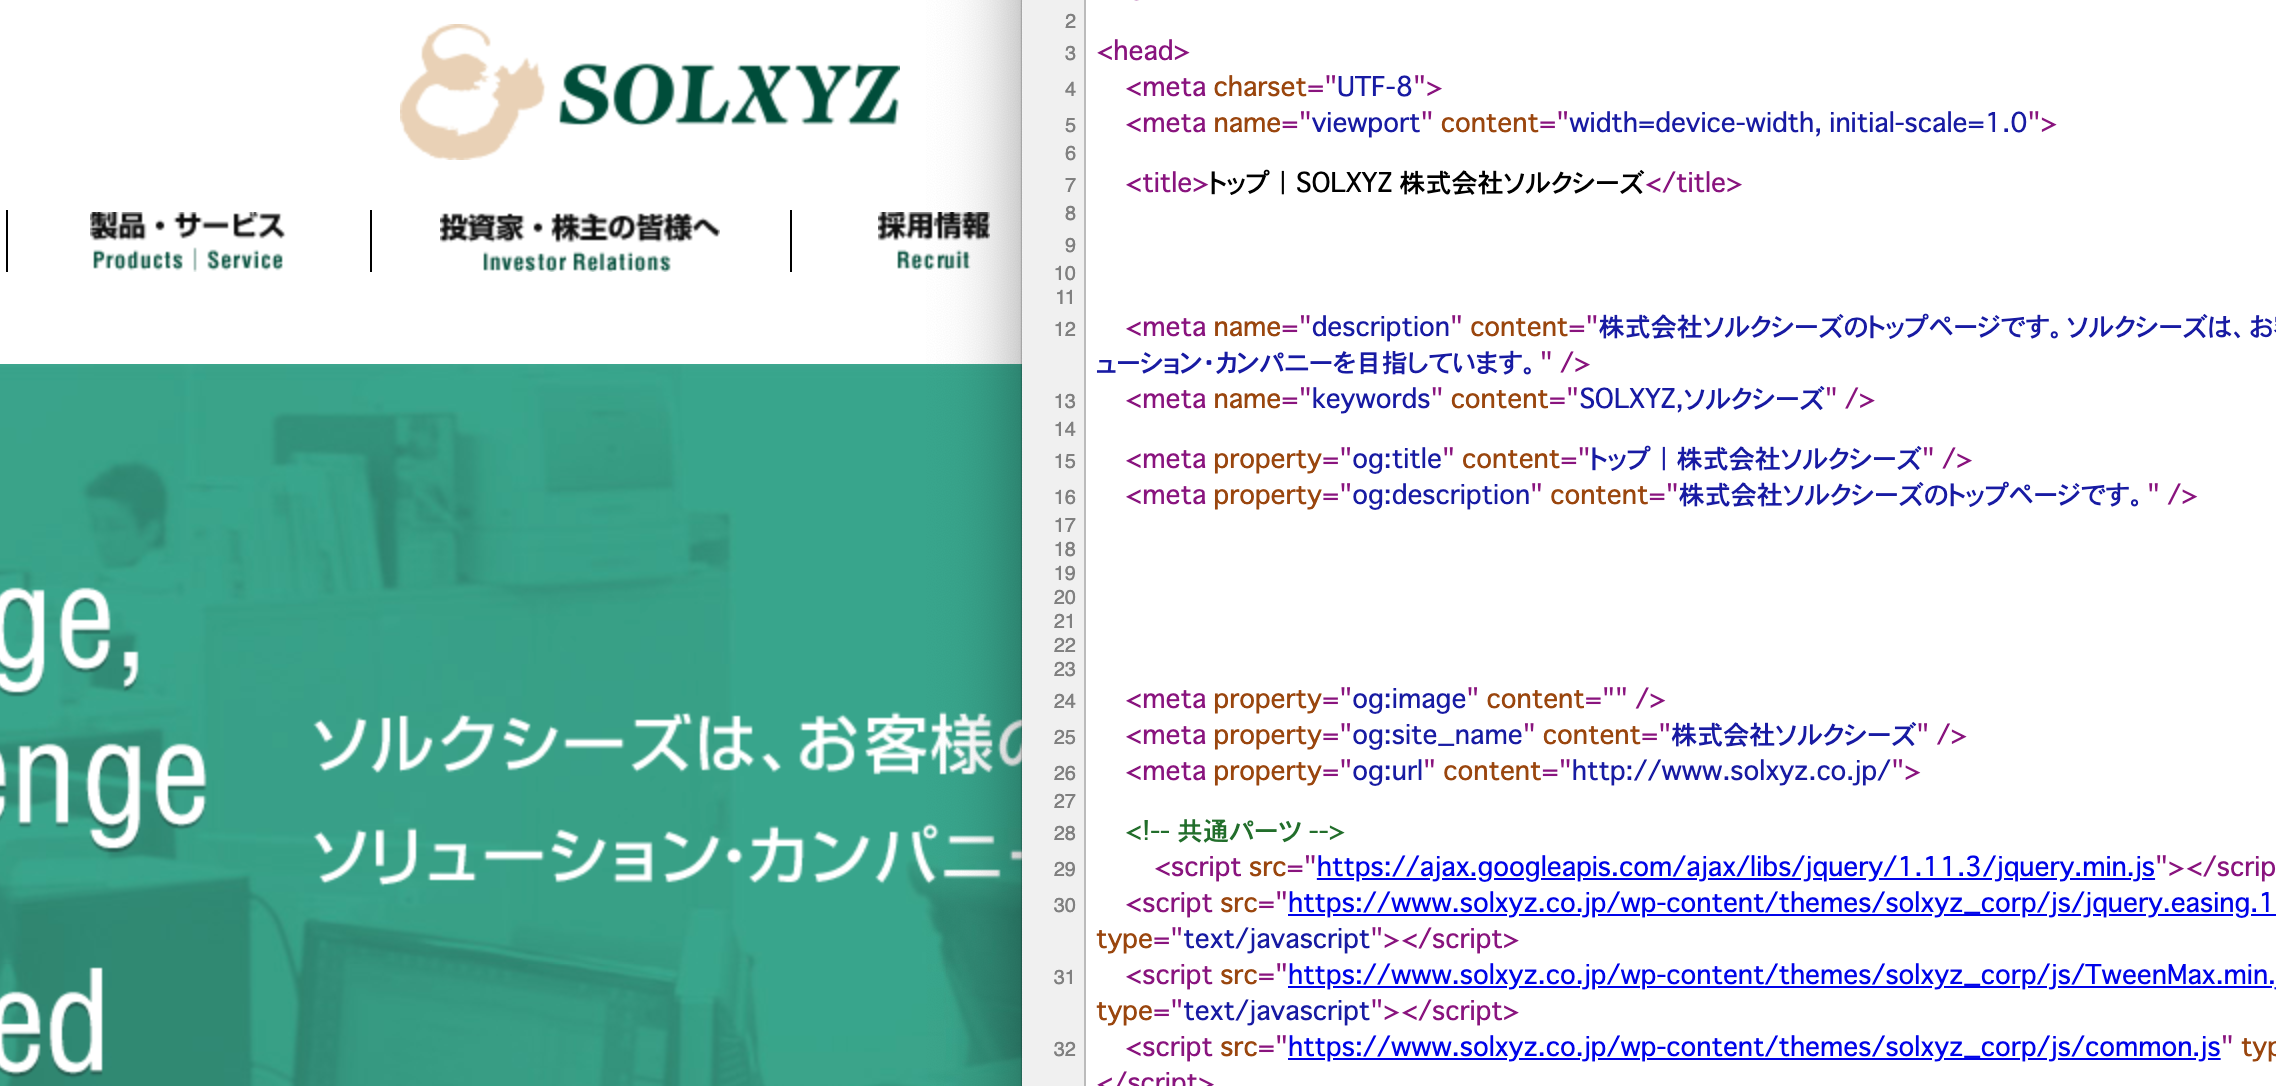 SOLXYZ
製品・サービス
Products | Service
投資家・株主の皆様へ
Investor Relations
採用情報
Recruit
ge,
enge
ed
ソルクシーズは、お客様の
ソリューション・カンパニー
2
3 <head>
4 <meta charset="UTF-8">
5 <meta name="viewport" content="width=device-width, initial-scale=1.0">
6
7 <title>トップ | SOLXYZ 株式会社ソルクシーズ</title>
8
9
10
11
12 <meta name="description" content="株式会社ソルクシーズのトップページです。ソルクシーズは、お
ューション・カンパニーを目指しています。" />
13 <meta name="keywords" content="SOLXYZ,ソルクシーズ" />
14
15 <meta property="og:title" content="トップ | 株式会社ソルクシーズ" />
16 <meta property="og:description" content="株式会社ソルクシーズのトップページです。" />
17
18
19
20
21
22
23
24 <meta property="og:image" content="" />
25 <meta property="og:site_name" content="株式会社ソルクシーズ" />
26 <meta property="og:url" content="http://www.solxyz.co.jp/">
27
28 <!-- 共通パーツ -->
29 <script src="https://ajax.googleapis.com/ajax/libs/jquery/1.11.3/jquery.min.js"></scrip
30 <script src="https://www.solxyz.co.jp/wp-content/themes/solxyz_corp/js/jquery.easing.1
type="text/javascript"></script>
31 <script src="https://www.solxyz.co.jp/wp-content/themes/solxyz_corp/js/TweenMax.min.
type="text/javascript"></script>
32 <script src="https://www.solxyz.co.jp/wp-content/themes/solxyz_corp/js/common.js" typ
</script>